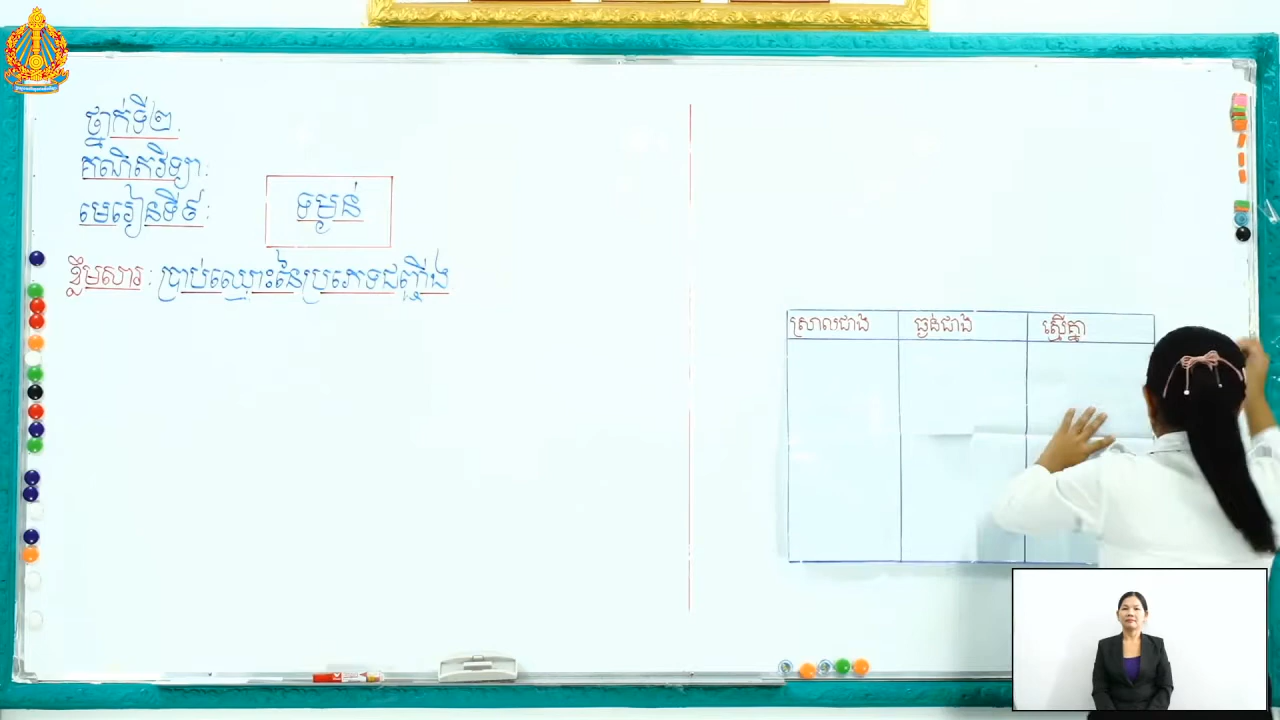 ថ្នាក់ទី២.
គណិតវិទ្យា:
មេរៀនទី៩:
ទម្ងន់
ខ្លឹមសារ : ប្រាប់ឈ្មោះនៃប្រភេទជញ្ជីង
ស្រាលជាង ធ្ងន់ជាង ស្មើគ្នា